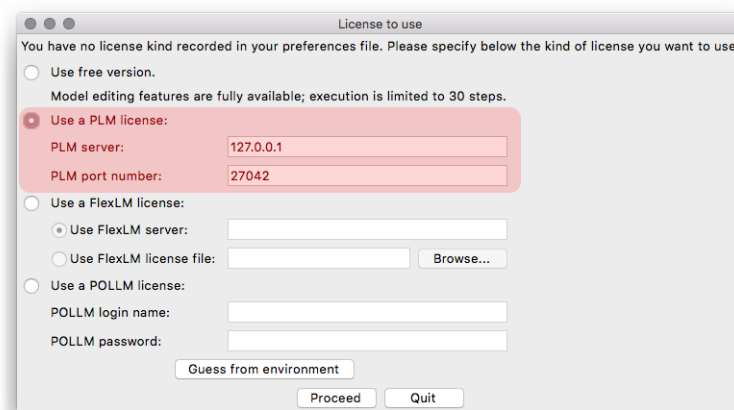 License to use
You have no license kind recorded in your preferences file. Please specify below the kind of license you want to use
Use free version.
Model editing features are fully available; execution is limited to 30 steps.
Use a PLM license:
PLM server: 127.0.0.1
PLM port number: 27042
Use a FlexLM license:
Use FlexLM server:
Use FlexLM license file: Browse...
Use a POLLM license:
POLLM login name:
POLLM password:
Guess from environment
Proceed Quit